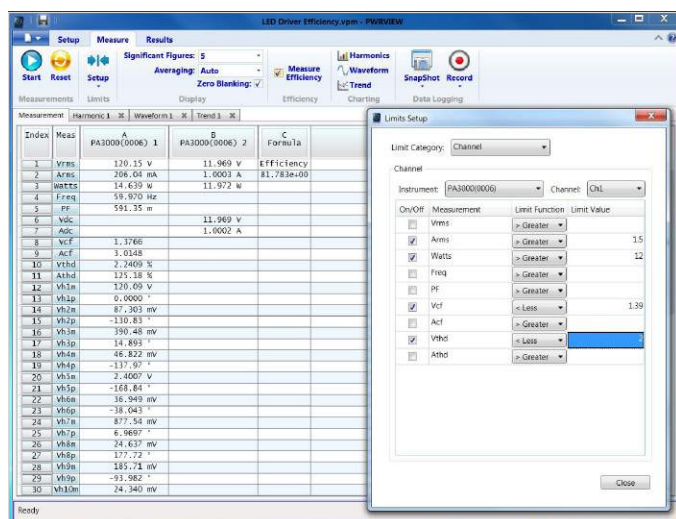 LED Driver Efficiency.vpm - PWRVIEW
Setup Measure Results
Start Reset Setup
Significant Figures: 5
Averaging: Auto
Zero Blanking:
Measure Efficiency
Harmonics
Waveform
Trend
SnapShot Record
Measurements Limits Display Efficiency Charting Data Logging
Measurement Harmonic 1 Waveform 1 Trend 1
Index Meas A PA3000(0006) 1 B PA3000(0006) 2 C Formula
1 Vrms 120.15 V 11.969 V Efficiency
2 Arms 206.04 mA 1.0003 A 81.783e+00
3 Watts 14.639 W 11.972 W
4 Freq 59.970 Hz
5 PF 591.35 m
6 Vdc 11.969 V
7 Adc 1.0002 A
8 Vcf 1.3766
9 Acf 3.0148
10 Vthd 2.2409 %
11 Athd 125.18 %
12 Vh1m 120.09 V
13 Vh1p 0.0000 °
14 Vh2m 87.303 mV
15 Vh2p -130.83 °
16 Vh3m 390.48 mV
17 Vh3p 14.893 °
18 Vh4m 46.822 mV
19 Vh4p -137.97 °
20 Vh5m 2.4007 V
21 Vh5p -168.84 °
22 Vh6m 36.949 mV
23 Vh6p -38.043 °
24 Vh7m 877.54 mV
25 Vh7p 6.9697 °
26 Vh8m 24.637 mV
27 Vh8p 177.72 °
28 Vh9m 185.71 mV
29 Vh9p -93.982 °
30 Vh10m 24.340 mV
Ready
Limits Setup
Limit Category: Channel
Channel
Instrument: PA3000(0006) Channel: Ch1
On/Off Measurement Limit Function Limit Value
Vrms > Greater
Arms > Greater 1.5
Watts > Greater 12
Freq > Greater
PF > Greater
Vcf < Less 1.39
Acf > Greater
Vthd < Less 2
Athd > Greater
Close